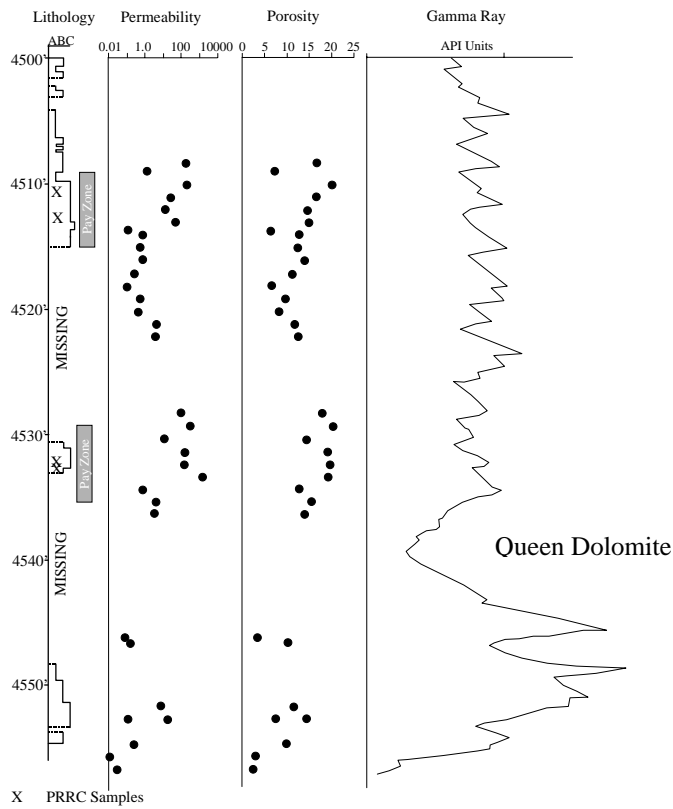 Lithology Permeability Porosity Gamma Ray
ABC 0.01 1.0 100 10000 0 5 10 15 20 25 API Units
4500'
4510'
Pay Zone
X
X
4520'
MISSING
4530'
Pay Zone
X
X
4540'
Queen Dolomite
MISSING
4550'
X PRRC Samples